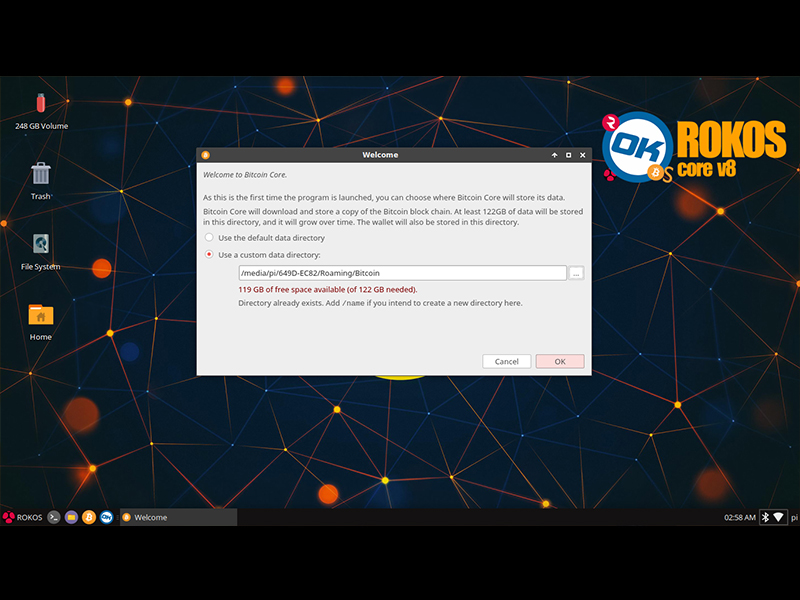 248 GB Volume
Trash
File System
Home
R
OK
B
S
ROKOS
core v8
Welcome
Welcome to Bitcoin Core.
As this is the first time the program is launched, you can choose where Bitcoin Core will store its data.
Bitcoin Core will download and store a copy of the Bitcoin block chain. At least 122GB of data will be stored
in this directory, and it will grow over time. The wallet will also be stored in this directory.
Use the default data directory
Use a custom data directory:
/media/pi/649D-EC82/Roaming/Bitcoin
...
119 GB of free space available (of 122 GB needed).
Directory already exists. Add /name if you intend to create a new directory here.
Cancel
OK
ROKOS
Welcome
02:58 AM
pi